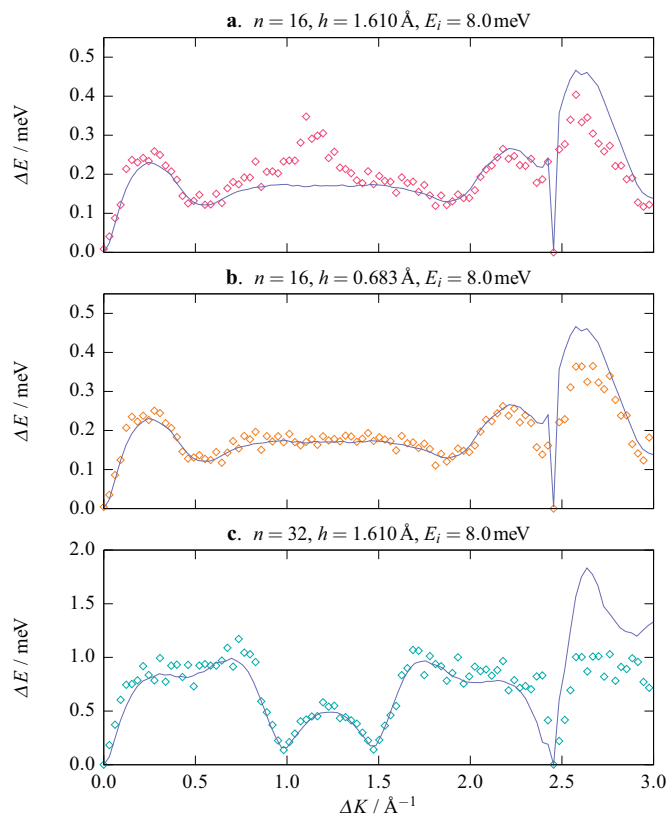 a. n = 16, h = 1.610 Å, E_i = 8.0 meV
0.5
0.4
0.3
0.2
0.1
0.0
ΔE / meV
b. n = 16, h = 0.683 Å, E_i = 8.0 meV
0.5
0.4
0.3
0.2
0.1
0.0
ΔE / meV
c. n = 32, h = 1.610 Å, E_i = 8.0 meV
2.0
1.5
1.0
0.5
0.0
ΔE / meV
0.0 0.5 1.0 1.5 2.0 2.5 3.0
ΔK / Å⁻¹